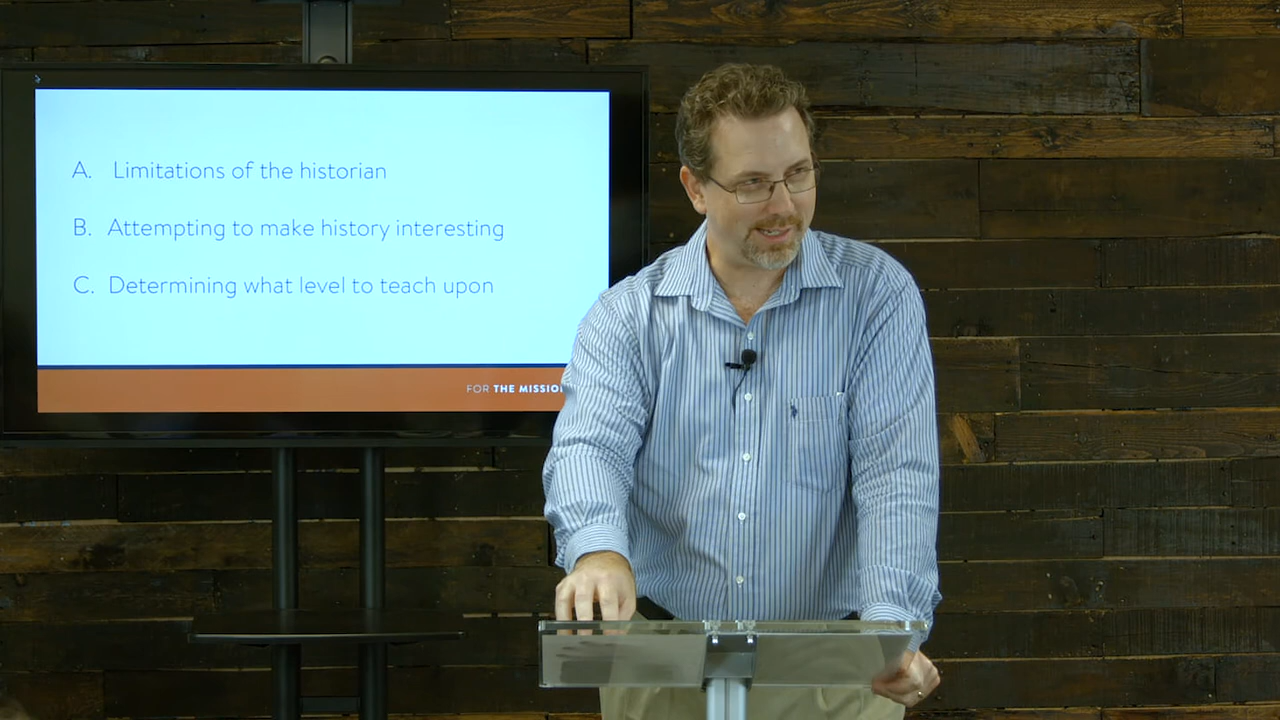 A. Limitations of the historian
B. Attempting to make history interesting
C. Determining what level to teach upon
FOR THE MISSION